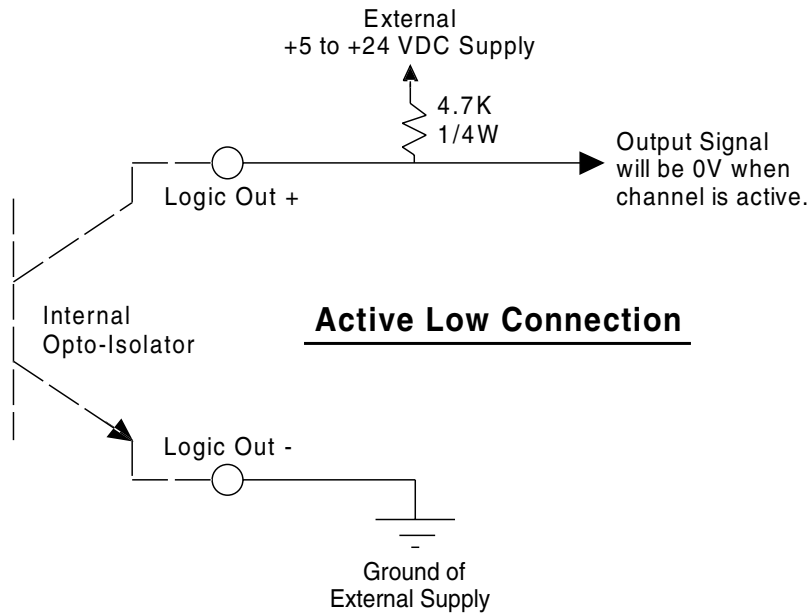 External
+5 to +24 VDC Supply
4.7K
1/4W
Output Signal
will be 0V when
channel is active.
Logic Out +
Internal
Opto-Isolator
Active Low Connection
Logic Out -
Ground of
External Supply